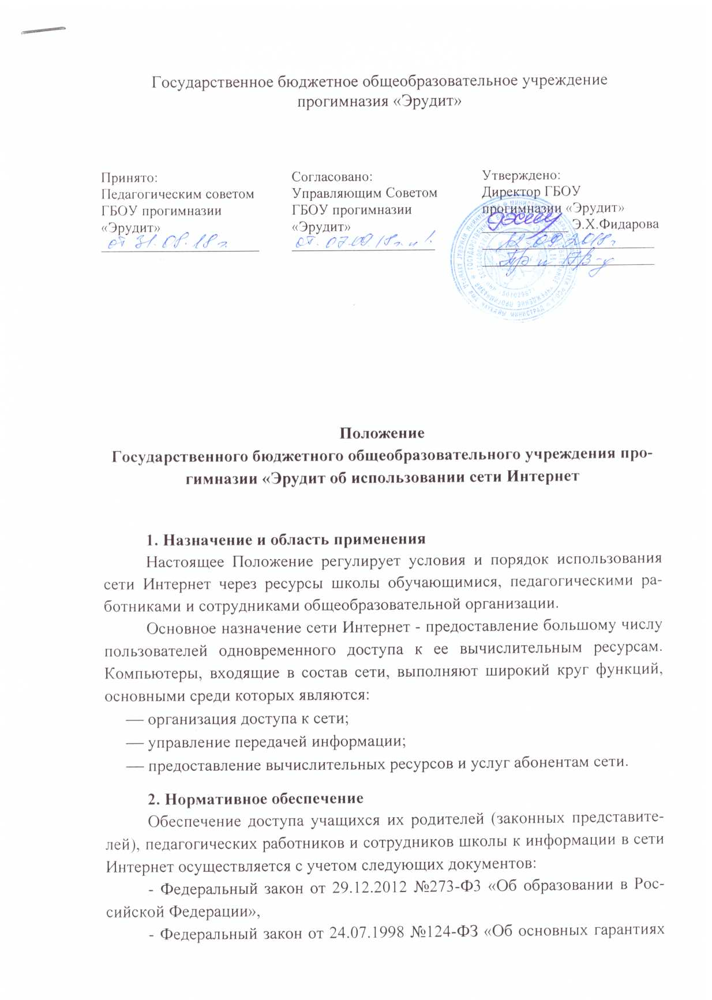 Государственное бюджетное общеобразовательное учреждение
прогимназия «Эрудит»
Принято:
Педагогическим советом
ГБОУ прогимназии
«Эрудит»
от 31.08.18 г.
Согласовано:
Управляющим Советом
ГБОУ прогимназии
«Эрудит»
от. 07.09.18г. 
Утверждено:
Директор ГБОУ
прогимназии «Эрудит»
Э.Х.Фидарова
12.09.2018г
Положение
Государственного бюджетного общеобразовательного учреждения про-
гимназии «Эрудит об использовании сети Интернет
1. Назначение и область применения
Настоящее Положение регулирует условия и порядок использования
сети Интернет через ресурсы школы обучающимися, педагогическими ра-
ботниками и сотрудниками общеобразовательной организации.
Основное назначение сети Интернет - предоставление большому числу
пользователей одновременного доступа к ее вычислительным ресурсам.
Компьютеры, входящие в состав сети, выполняют широкий круг функций,
основными среди которых являются:
— организация доступа к сети;
— управление передачей информации;
— предоставление вычислительных ресурсов и услуг абонентам сети.
2. Нормативное обеспечение
Обеспечение доступа учащихся их родителей (законных представите-
лей), педагогических работников и сотрудников школы к информации в сети
Интернет осуществляется с учетом следующих документов:
- Федеральный закон от 29.12.2012 №273-ФЗ «Об образовании в Рос-
сийской Федерации»,
- Федеральный закон от 24.07.1998 №124-ФЗ «Об основных гарантиях